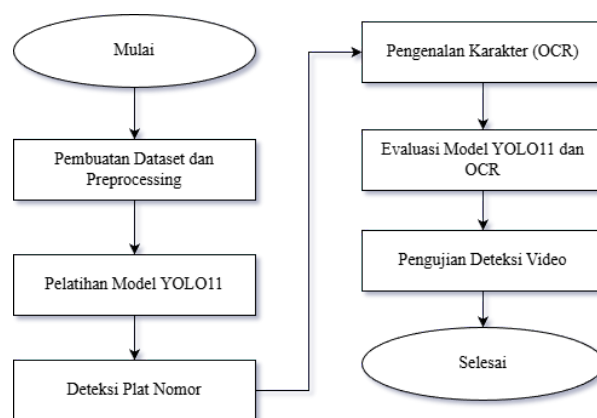 Mulai
Pembuatan Dataset dan
Preprocessing
Pelatihan Model YOLO11
Deteksi Plat Nomor
Pengenalan Karakter (OCR)
Evaluasi Model YOLO11 dan
OCR
Pengujian Deteksi Video
Selesai